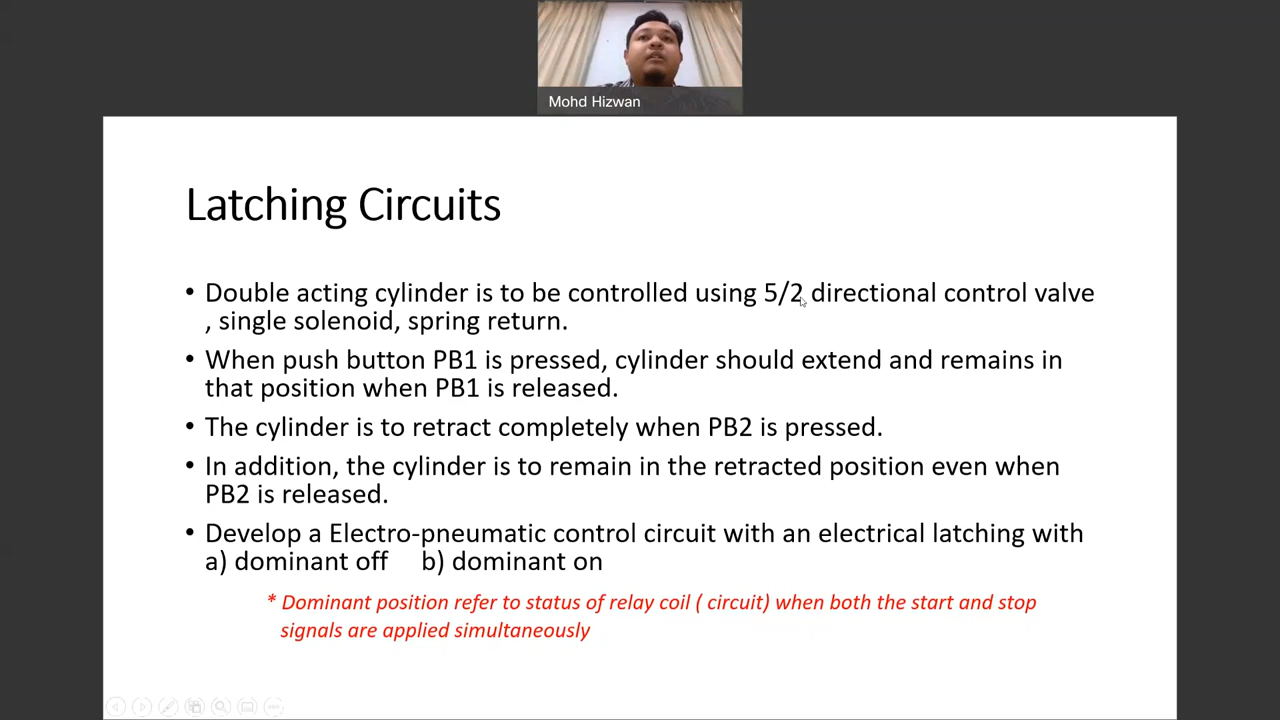 Mohd Hizwan
Latching Circuits
• Double acting cylinder is to be controlled using 5/2 directional control valve
, single solenoid, spring return.
• When push button PB1 is pressed, cylinder should extend and remains in
that position when PB1 is released.
• The cylinder is to retract completely when PB2 is pressed.
• In addition, the cylinder is to remain in the retracted position even when
PB2 is released.
• Develop a Electro-pneumatic control circuit with an electrical latching with
a) dominant off b) dominant on
* Dominant position refer to status of relay coil ( circuit) when both the start and stop
signals are applied simultaneously